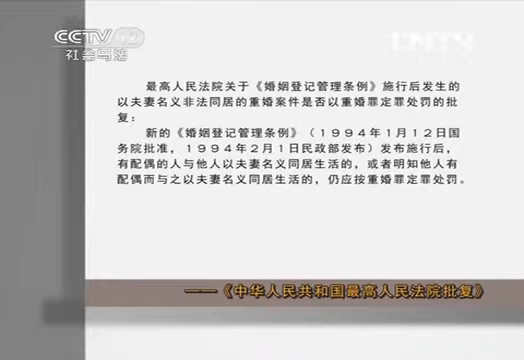 CCTV 12
社会与法
CNTV
最高人民法院关于《婚姻登记管理条例》施行后发生的
以夫妻名义非法同居的重婚案件是否以重婚罪定罪处罚的批
复：
新的《婚姻登记管理条例》（1994年1月12日国
务院批准，1994年2月1日民政部发布）发布施行后，
有配偶的人与他人以夫妻名义同居生活的，或者明知他人有
配偶而与之以夫妻名义同居生活的，仍应按重婚罪定罪处罚。
——《中华人民共和国最高人民法院批复》